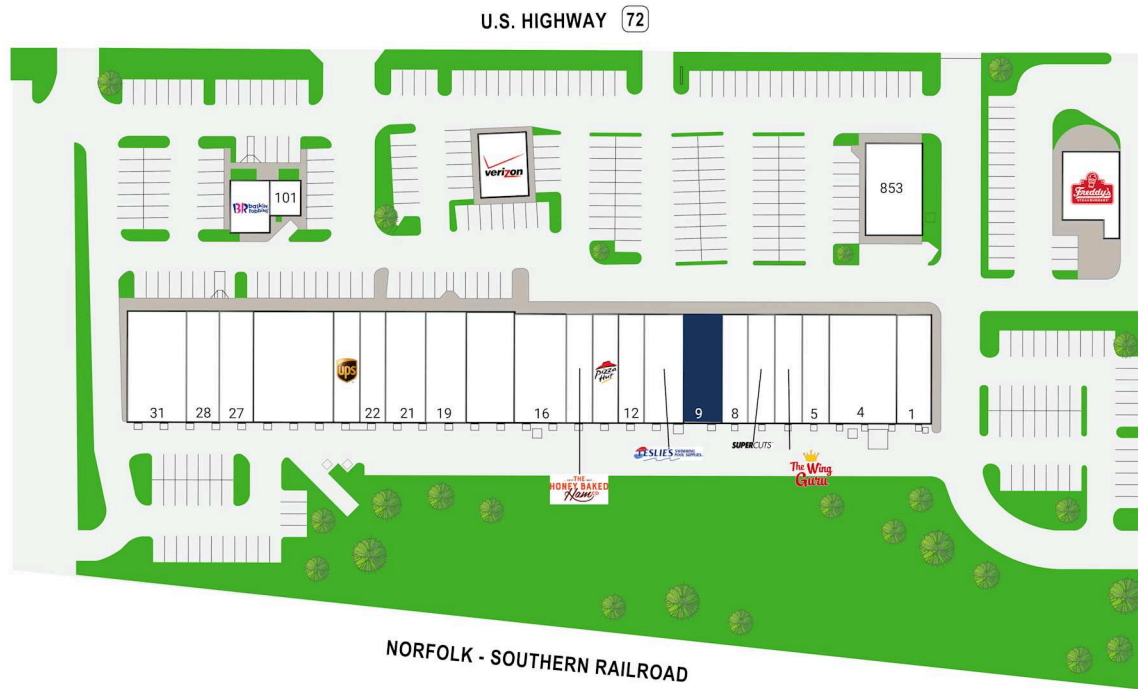 U.S. HIGHWAY 72
verizon
853
Freddy's
STEAKBURGERS
BR baskin robbins
101
ups
Pizza Hut
31
28
27
22
21
19
16
12
9
8
5
4
1
LESLIE'S SWIMMING
POOL SUPPLIES
SUPERCUTS
The Wing
Guru
THE
HONEY BAKED
Ham
NORFOLK - SOUTHERN RAILROAD